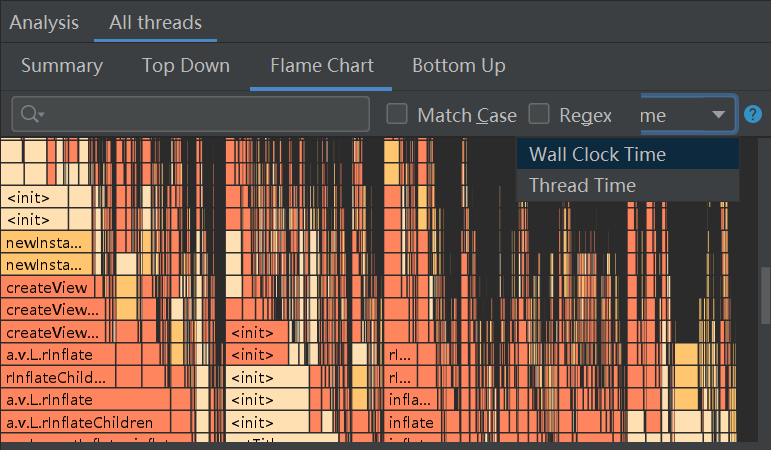 Analysis All threads
Summary Top Down Flame Chart Bottom Up
Match Case Regex me ?
Wall Clock Time
Thread Time
<init>
<init>
newInsta...
newInsta...
createView
createView...
createView... <init>
a.v.L.rInflate <init> rI...
rInflateChild... <init> rI...
a.v.L.rInflate <init> infla...
a.v.L.rInflateChildren <init> inflate